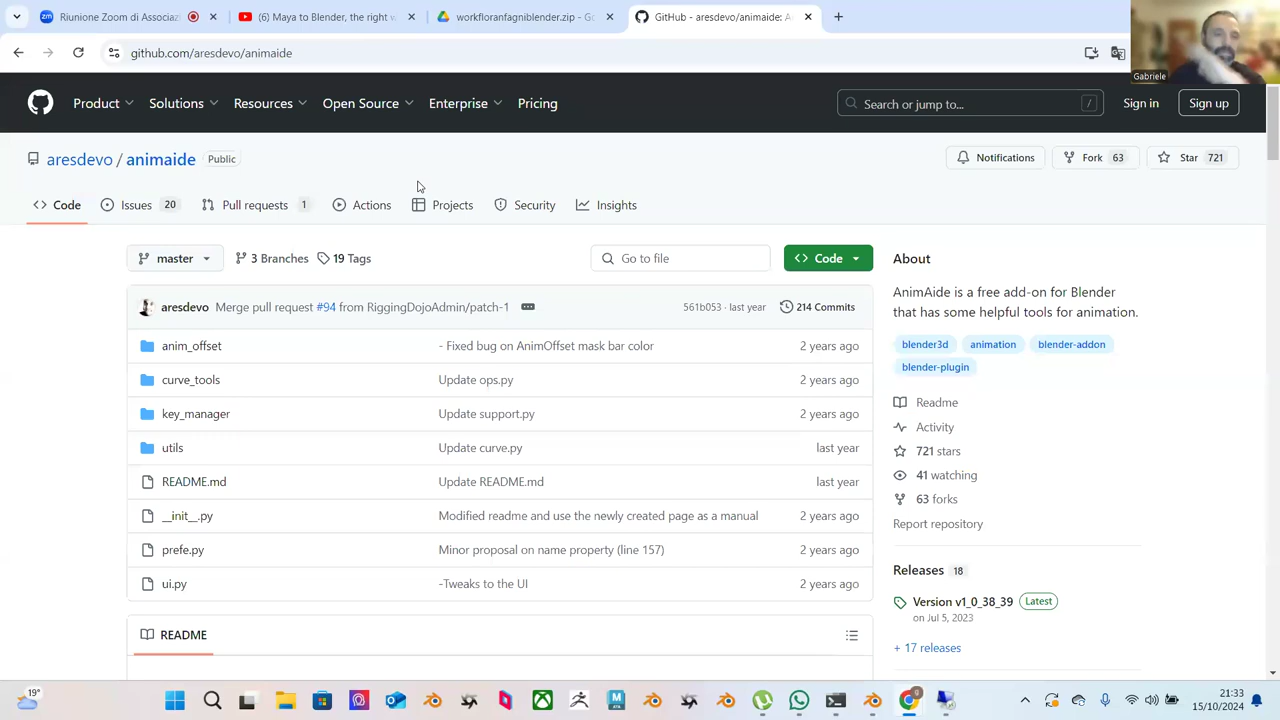 Riunione Zoom di Associaz
(6) Maya to Blender, the right w
workfloranfagniblender.zip - Go
GitHub - aresdevo/animaide: A
github.com/aresdevo/animaide
Gabriele
Product
Solutions
Resources
Open Source
Enterprise
Pricing
Search or jump to...
/
Sign in
Sign up
aresdevo / animaide
Public
Notifications
Fork 63
Star 721
Code
Issues 20
Pull requests 1
Actions
Projects
Security
Insights
master
3 Branches
19 Tags
Go to file
Code
About
aresdevo Merge pull request #94 from RiggingDojoAdmin/patch-1
561b053 · last year
214 Commits
AnimAide is a free add-on for Blender
that has some helpful tools for animation.
anim_offset - Fixed bug on AnimOffset mask bar color 2 years ago
blender3d animation blender-addon
blender-plugin
curve_tools Update ops.py 2 years ago
key_manager Update support.py 2 years ago
utils Update curve.py last year
README.md Update README.md last year
__init__.py Modified readme and use the newly created page as a manual 2 years ago
prefe.py Minor proposal on name property (line 157) 2 years ago
ui.py -Tweaks to the UI 2 years ago
Readme
Activity
721 stars
41 watching
63 forks
Report repository
Releases 18
Version v1_0_38_39 Latest
on Jul 5, 2023
+ 17 releases
README
19°
21:33
15/10/2024